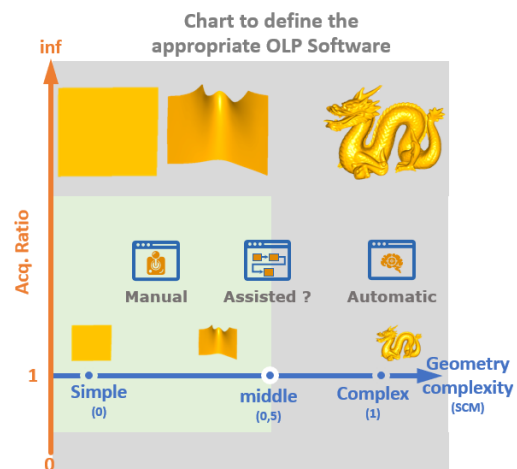 Chart to define the
appropriate OLP Software
inf
Acq. Ratio
Manual
Assisted ?
Automatic
1
Simple
(0)
middle
(0,5)
Complex
(1)
Geometry
complexity
(SCM)
0